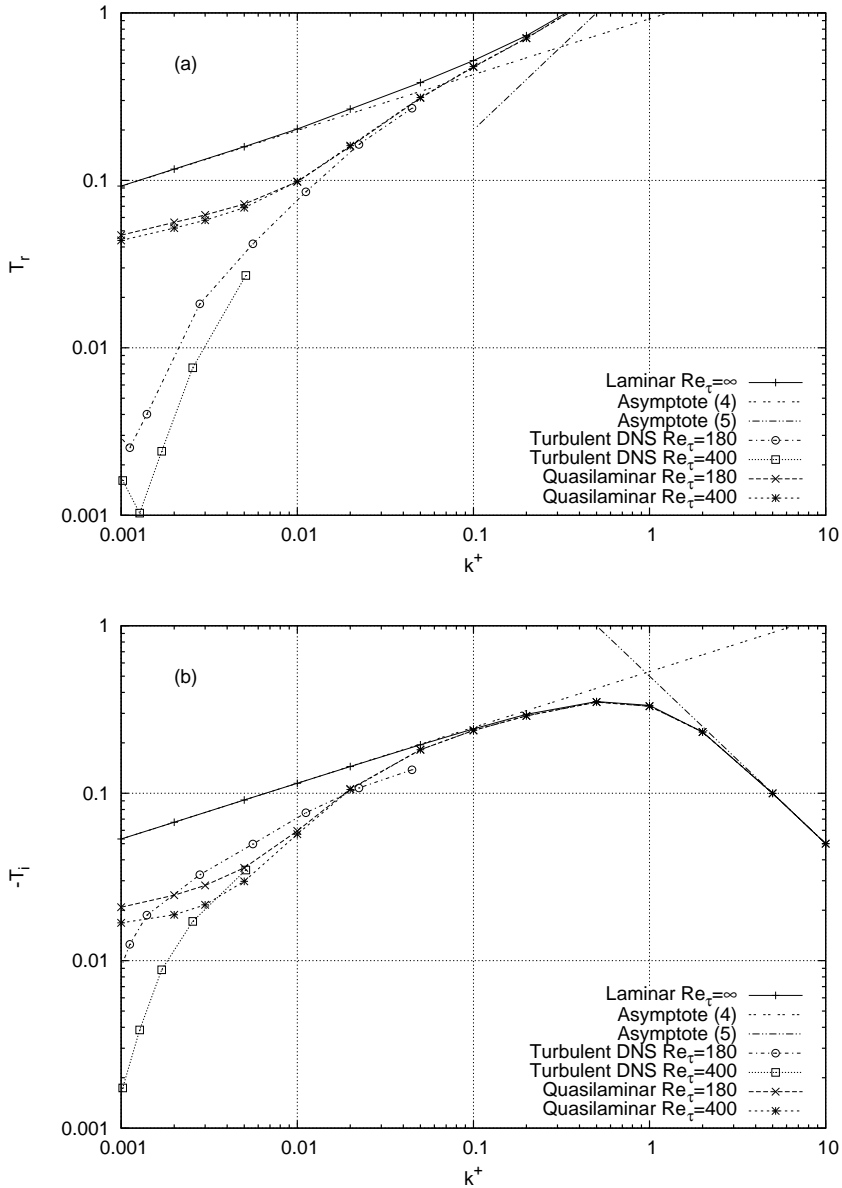 1
(a)
0.1
T_r
0.01
Laminar Re_τ=∞
Asymptote (4)
Asymptote (5)
Turbulent DNS Re_τ=180
Turbulent DNS Re_τ=400
Quasilaminar Re_τ=180
Quasilaminar Re_τ=400
0.001
0.001 0.01 0.1 1 10
k^+
1
(b)
0.1
-T_i
0.01
Laminar Re_τ=∞
Asymptote (4)
Asymptote (5)
Turbulent DNS Re_τ=180
Turbulent DNS Re_τ=400
Quasilaminar Re_τ=180
Quasilaminar Re_τ=400
0.001
0.001 0.01 0.1 1 10
k^+